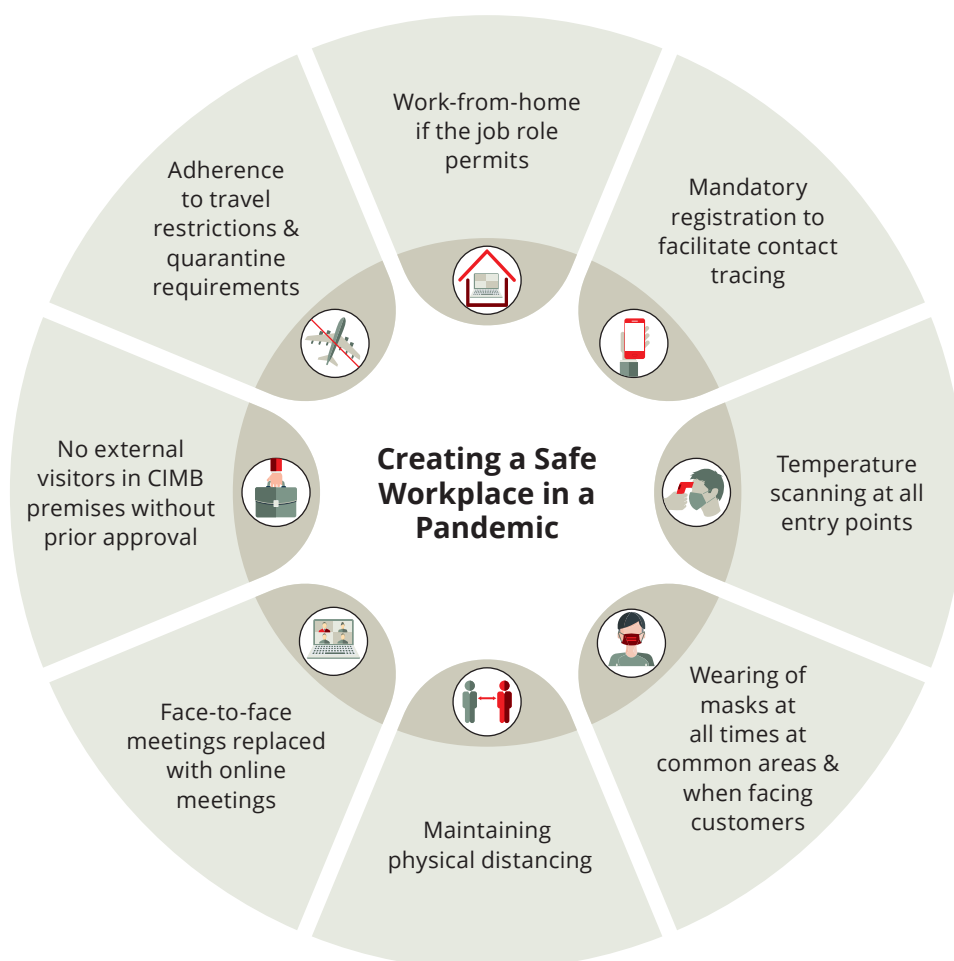 Work-from-home
if the job role
permits
Mandatory
registration to
facilitate contact
tracing
Temperature
scanning at all
entry points
Wearing of
masks at
all times at
common areas &
when facing
customers
Maintaining
physical distancing
Face-to-face
meetings replaced
with online
meetings
No external
visitors in CIMB
premises without
prior approval
Adherence
to travel
restrictions &
quarantine
requirements
Creating a Safe
Workplace in a
Pandemic